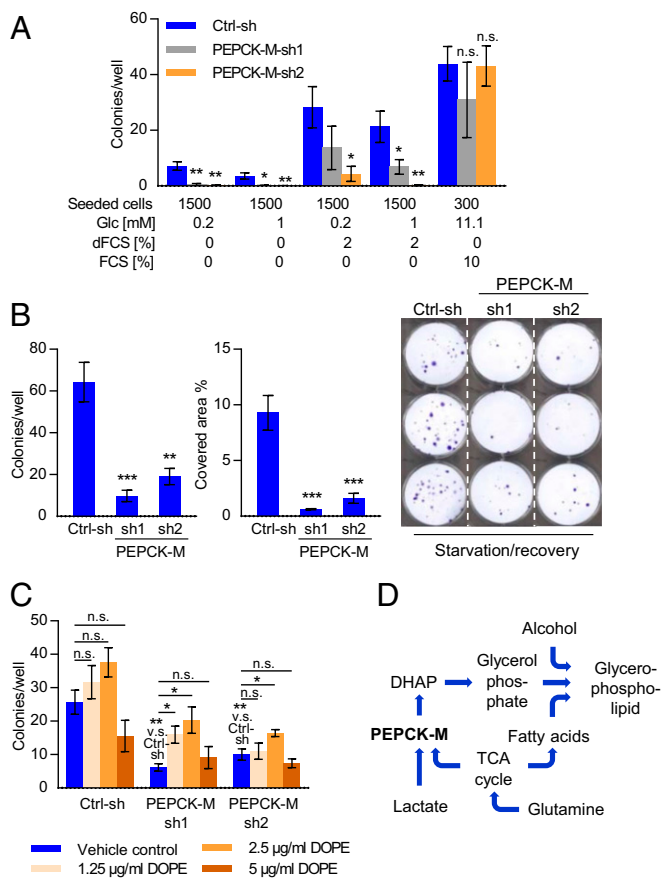 A
Ctrl-sh
PEPCK-M-sh1
PEPCK-M-sh2
n.s.
n.s.
Colonies/well
60
40
20
0
** **
* **
*
* **
Seeded cells 1500 1500 1500 1500 300
Glc [mM] 0.2 1 0.2 1 11.1
dFCS [%] 0 0 2 2 0
FCS [%] 0 0 0 0 10
B
Colonies/well
80
60
40
20
0
***
**
Ctrl-sh sh1 sh2
PEPCK-M
Covered area %
15
10
5
0
***
***
Ctrl-sh sh1 sh2
PEPCK-M
PEPCK-M
Ctrl-sh sh1 sh2
Starvation/recovery
C
Colonies/well
50
40
30
20
10
0
n.s.
n.s.
n.s.
n.s.
*
*
**
v.s.
Ctrl-
sh
n.s.
*
n.s.
**
v.s.
Ctrl-
sh
Ctrl-sh
PEPCK-M
sh1
PEPCK-M
sh2
Vehicle control
2.5 µg/ml DOPE
1.25 µg/ml DOPE
5 µg/ml DOPE
D
Alcohol
DHAP
Glycerol
phos-
phate
Glycero-
phospho-
lipid
PEPCK-M
Fatty acids
TCA
cycle
Lactate
Glutamine